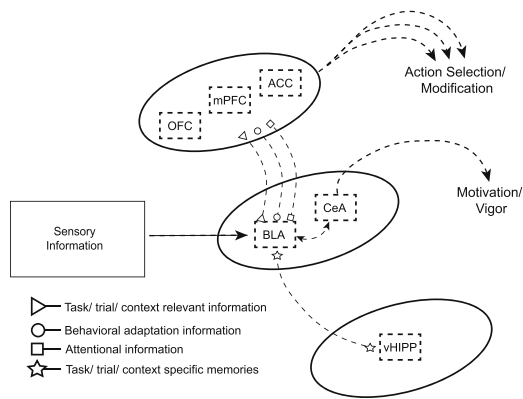 ACC
mPFC
OFC
Action Selection/
Modification
CeA
Motivation/
Vigor
BLA
Sensory
Information
Task/ trial/ context relevant information
Behavioral adaptation information
Attentional information
Task/ trial/ context specific memories
vHIPP